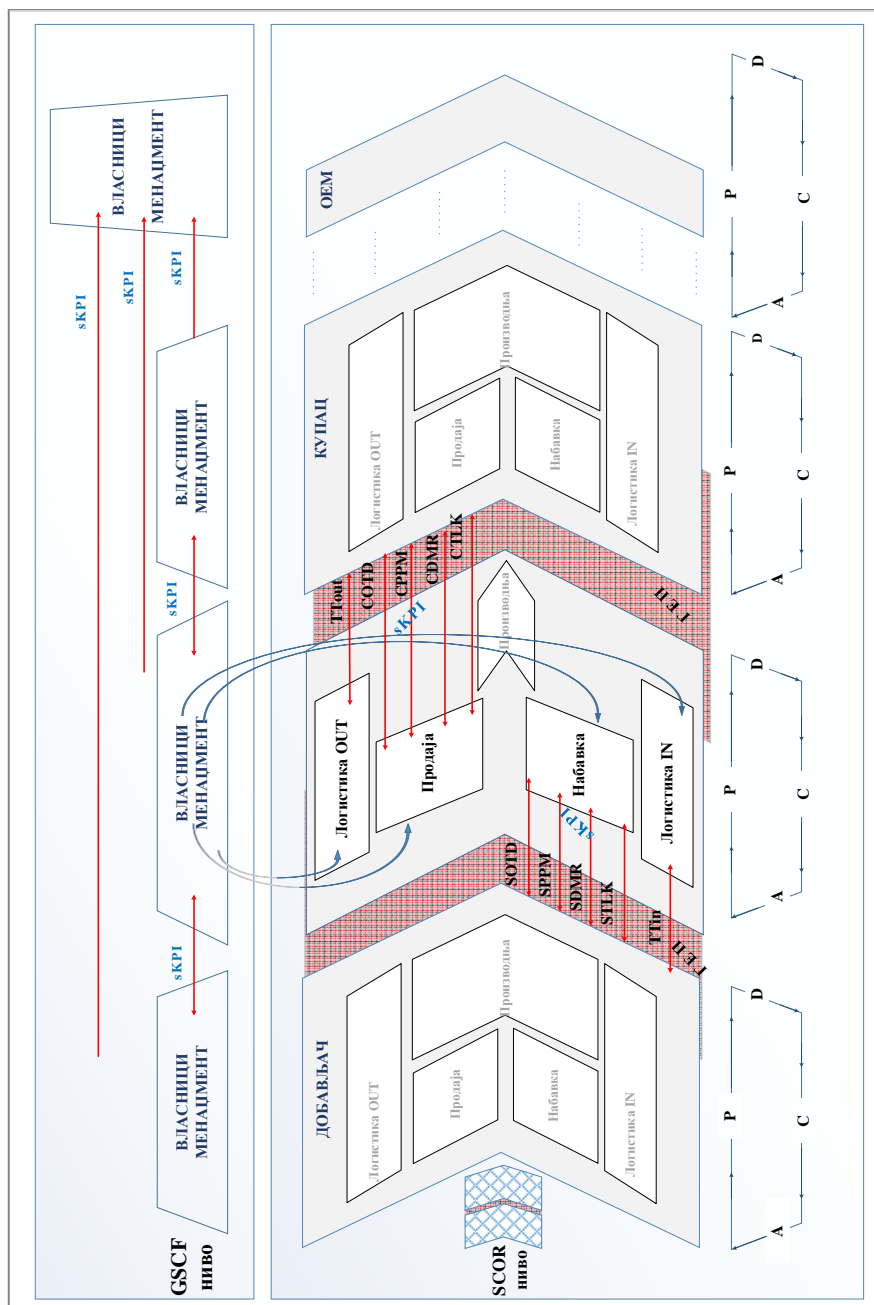 sKPI
sKPI
sKPI
sKPI
sKPI
GSCF
НИВО
ВЛАСНИЦИ
МЕНАЏМЕНТ
ВЛАСНИЦИ
МЕНАЏМЕНТ
ВЛАСНИЦИ
МЕНАЏМЕНТ
ВЛАСНИЦИ
МЕНАЏМЕНТ
SCOR
НИВО
ДОБАВЉАЧ
Логистика OUT
Продаја
Набавка
Производња
Логистика IN
SOTD
SPPM
SDMR
STLK
TTin
sKPI
ГЕП
Логистика OUT
Продаја
Набавка
Производња
Логистика IN
TTout
COTD
CPPM
CDMR
CTLK
sKPI
ГЕП
КУПАЦ
Логистика OUT
Продаја
Набавка
Производња
Логистика IN
OEM
P
D
C
A
P
D
C
A
P
D
C
A
P
D
C
A